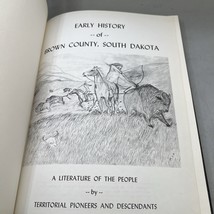 EARLY HISTORY
— of —
BROWN COUNTY, SOUTH DAKOTA
A LITERATURE OF THE PEOPLE
— by —
TERRITORIAL PIONEERS AND DESCENDANTS